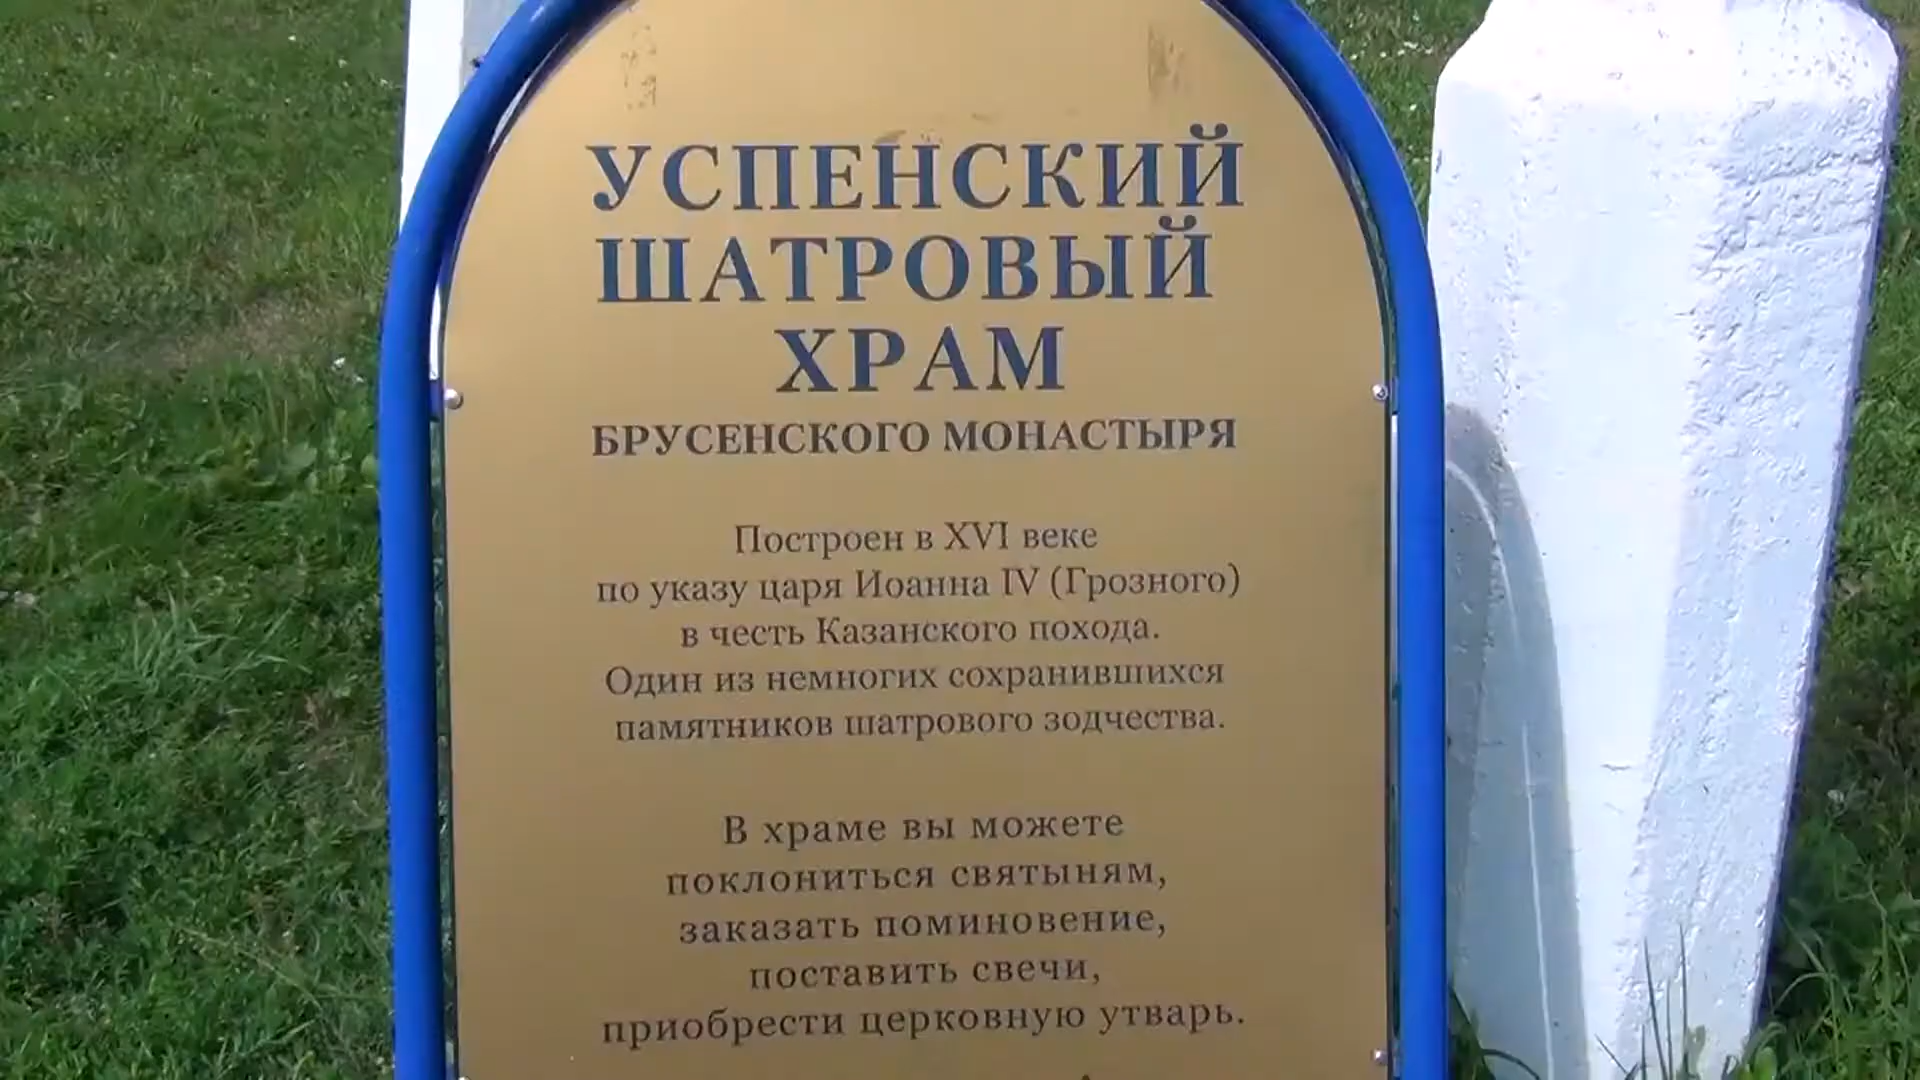 УСПЕНСКИЙ
ШАТРОВЫЙ
ХРАМ
БРУСЕНСКОГО МОНАСТЫРЯ
Построен в XVI веке
по указу царя Иоанна IV (Грозного)
в честь Казанского похода.
Один из немногих сохранившихся
памятников шатрового зодчества.
В храме вы можете
поклониться святыням,
заказать поминовение,
поставить свечи,
приобрести церковную утварь.